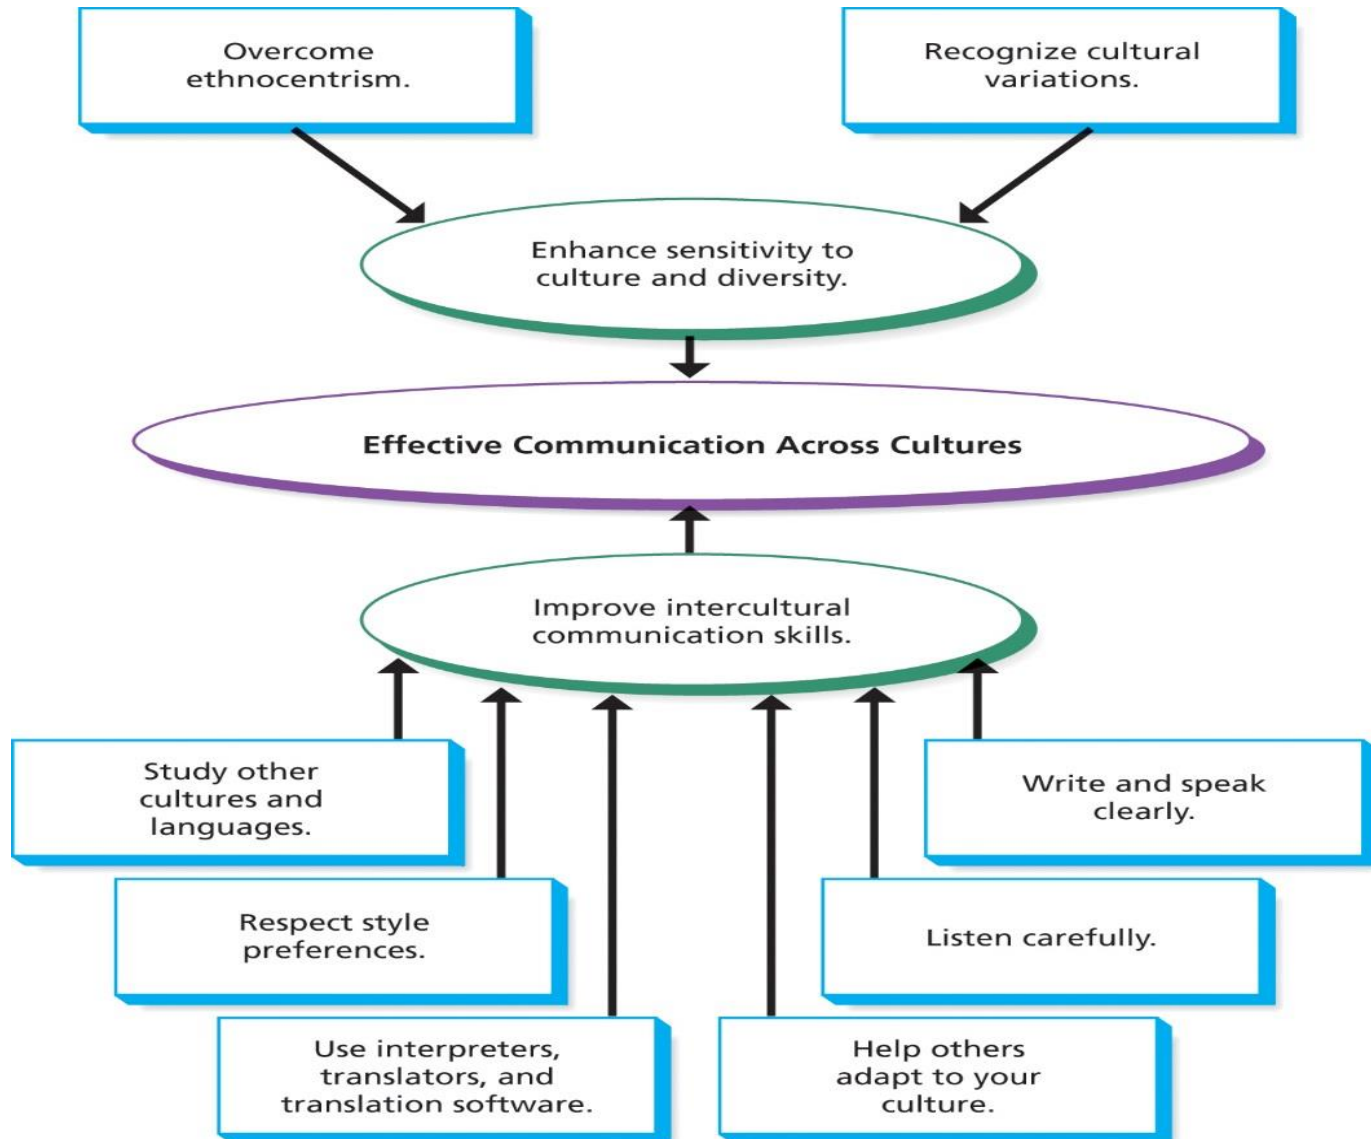 Overcome
ethnocentrism.
Recognize cultural
variations.
Enhance sensitivity to
culture and diversity.
Effective Communication Across Cultures
Improve intercultural
communication skills.
Study other
cultures and
languages.
Write and speak
clearly.
Respect style
preferences.
Listen carefully.
Use interpreters,
translators, and
translation software.
Help others
adapt to your
culture.